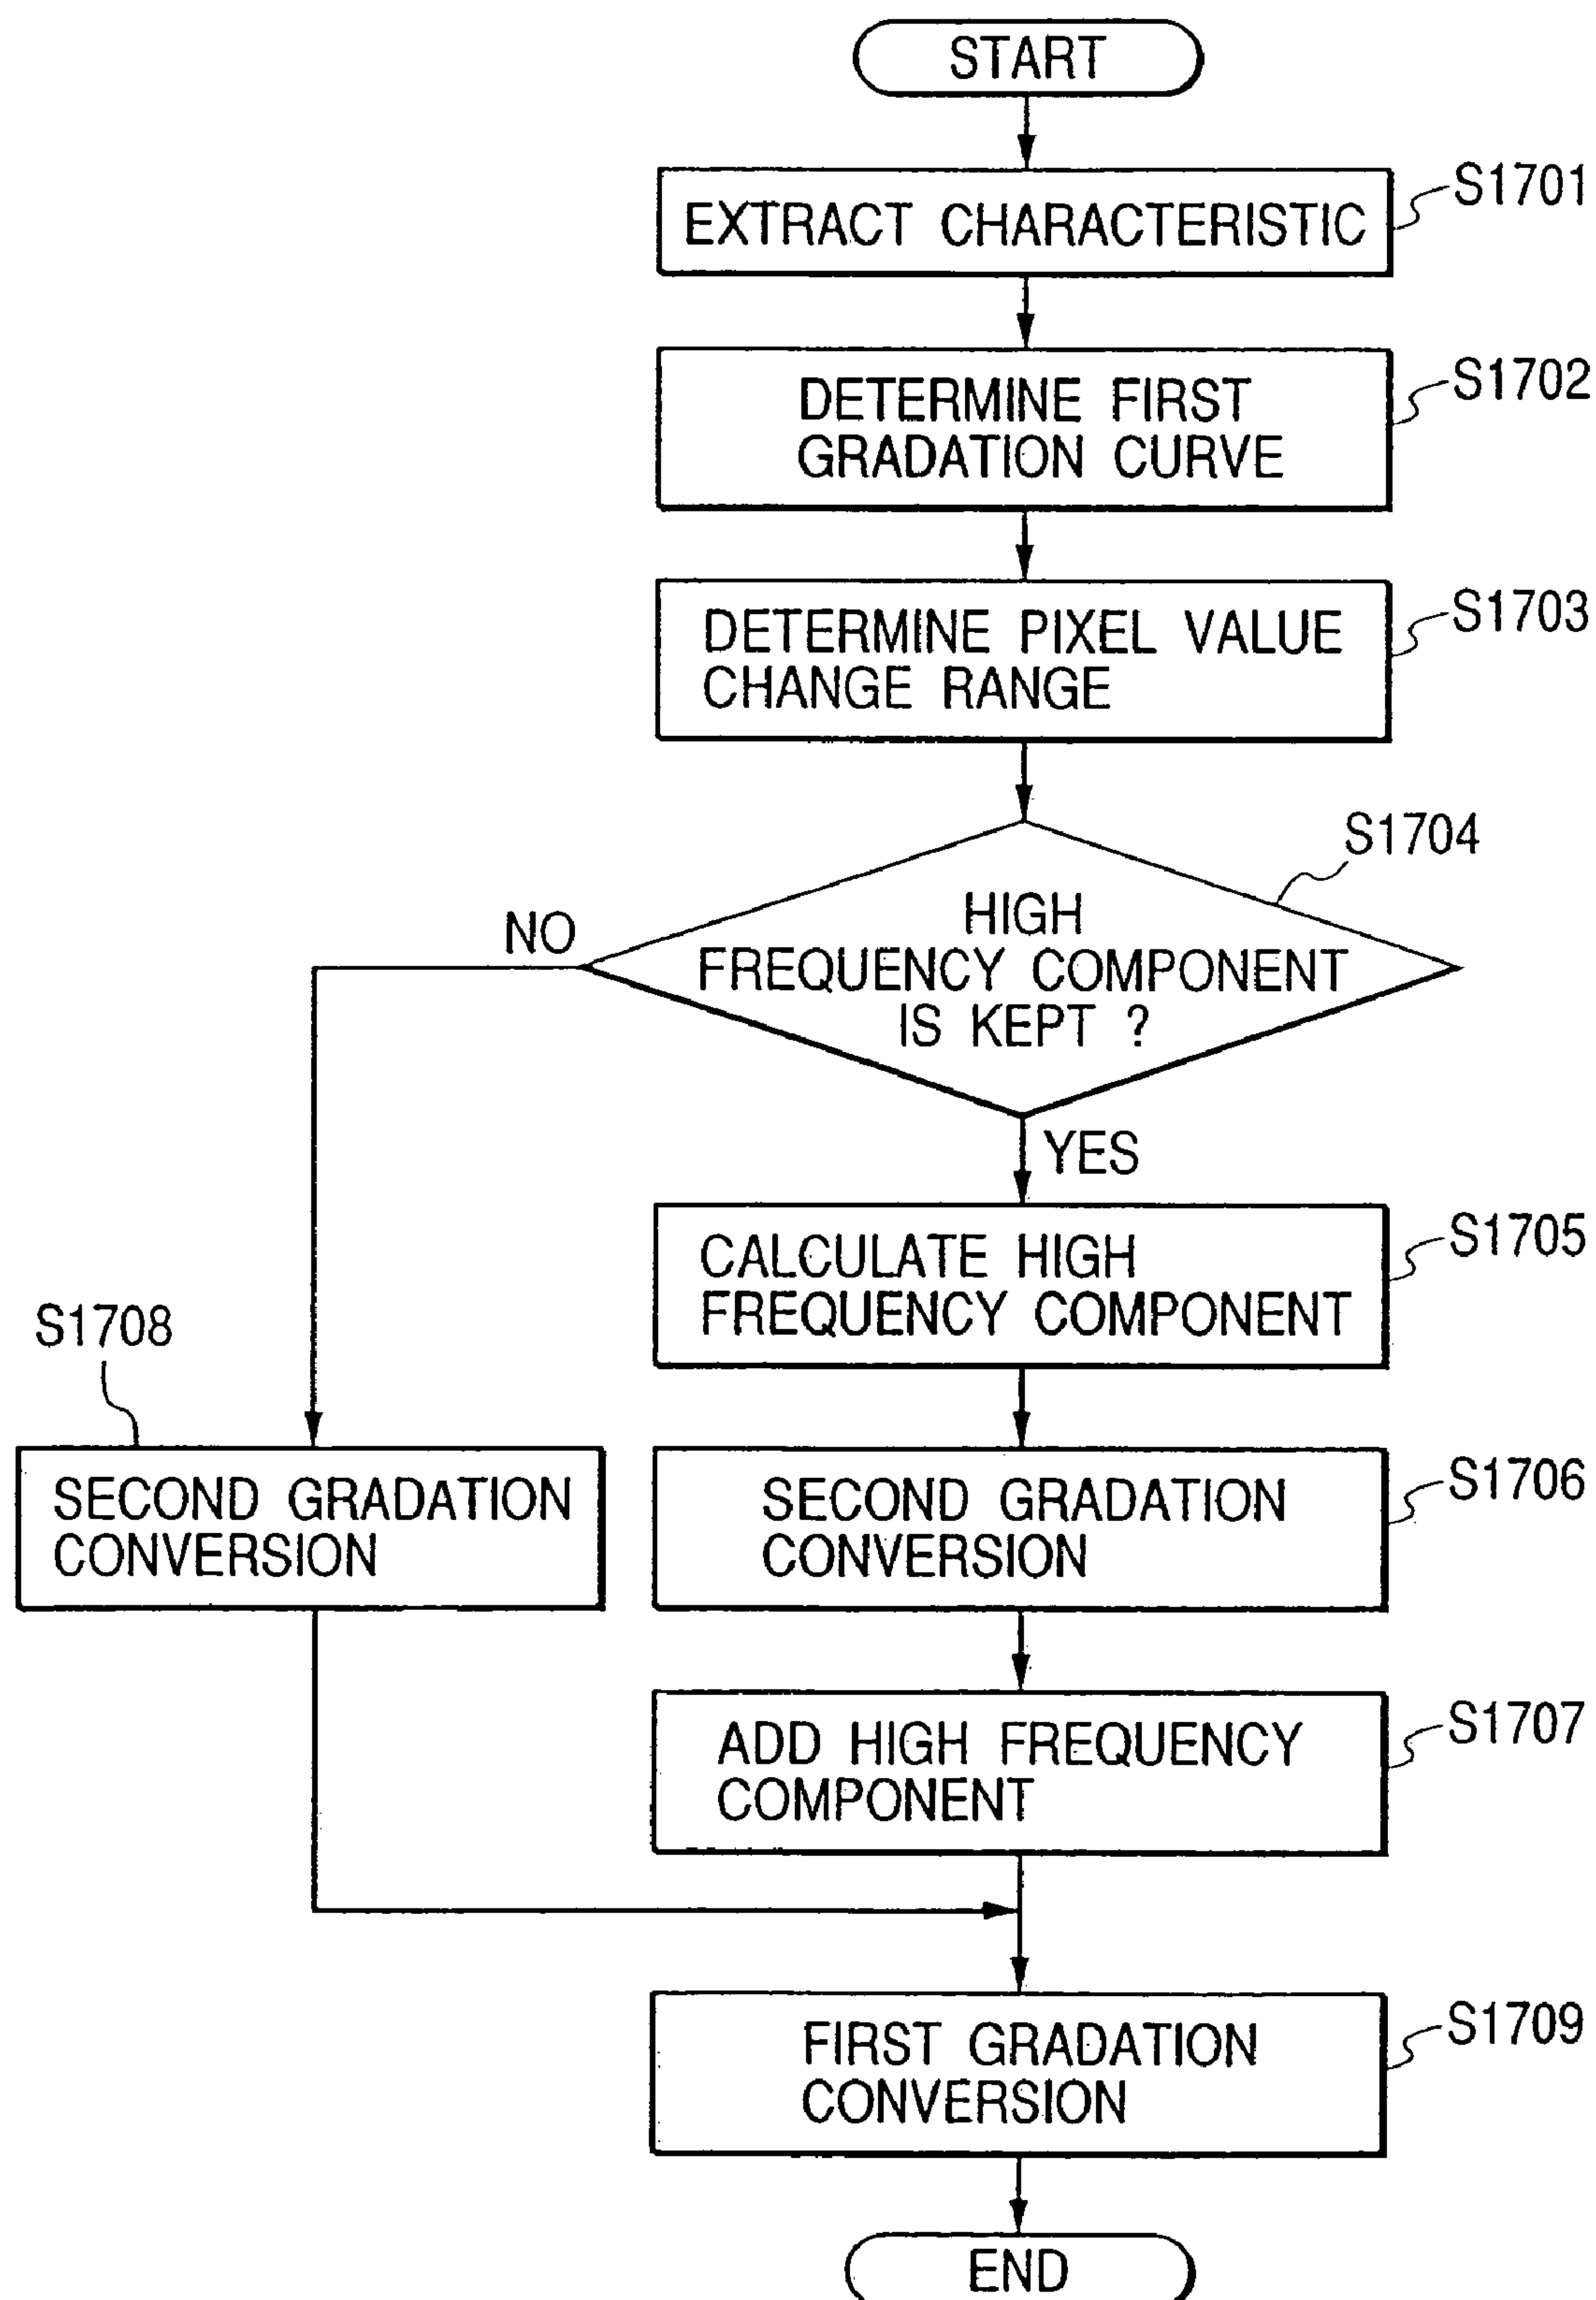 START
S1701
EXTRACT CHARACTERISTIC
S1702
DETERMINE FIRST
GRADATION CURVE
S1703
DETERMINE PIXEL VALUE
CHANGE RANGE
S1704
HIGH
FREQUENCY COMPONENT
IS KEPT ?
NO
YES
S1705
CALCULATE HIGH
FREQUENCY COMPONENT
S1708
SECOND GRADATION
CONVERSION
S1706
SECOND GRADATION
CONVERSION
S1707
ADD HIGH FREQUENCY
COMPONENT
S1709
FIRST GRADATION
CONVERSION
END